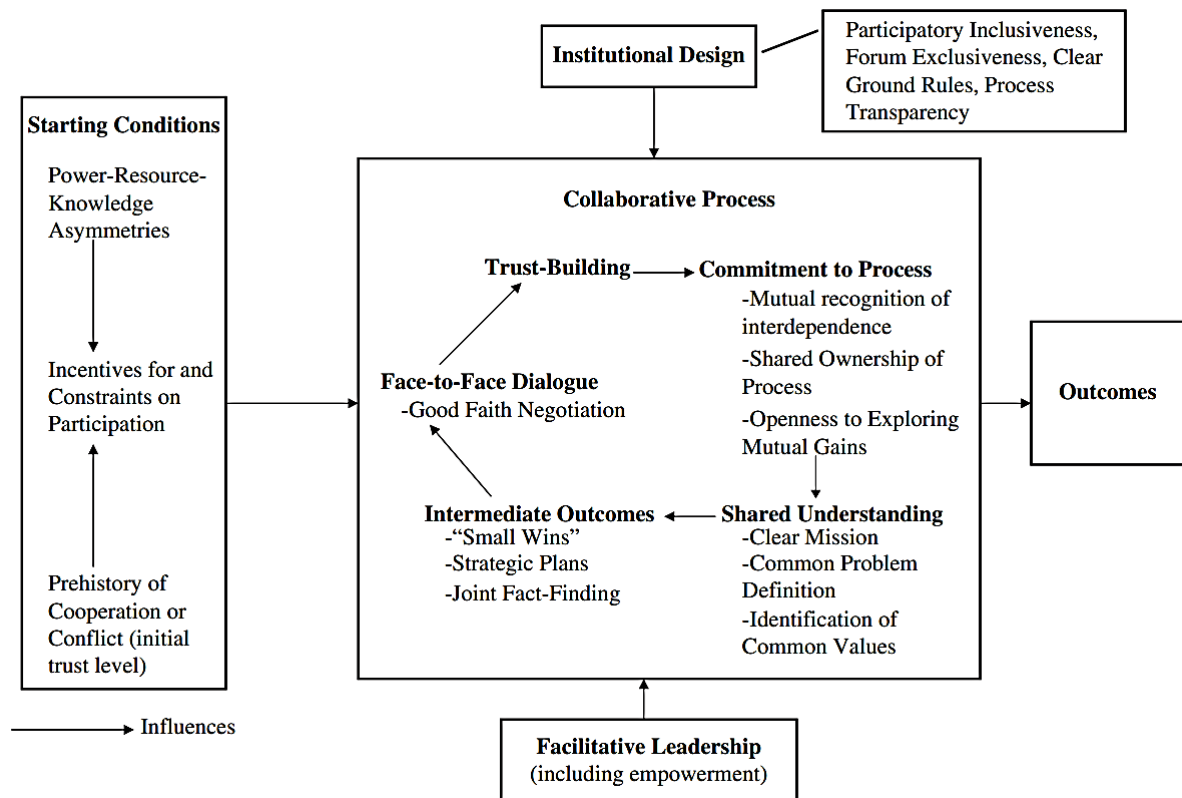 Institutional Design
Participatory Inclusiveness,
Forum Exclusiveness, Clear
Ground Rules, Process
Transparency
Starting Conditions
Power-Resource-
Knowledge
Asymmetries
Incentives for and
Constraints on
Participation
Prehistory of
Cooperation or
Conflict (initial
trust level)
Collaborative Process
Trust-Building
Commitment to Process
-Mutual recognition of
interdependence
-Shared Ownership of
Process
-Openness to Exploring
Mutual Gains
Face-to-Face Dialogue
-Good Faith Negotiation
Intermediate Outcomes
-“Small Wins”
-Strategic Plans
-Joint Fact-Finding
Shared Understanding
-Clear Mission
-Common Problem
Definition
-Identification of
Common Values
Outcomes
Influences
Facilitative Leadership
(including empowerment)